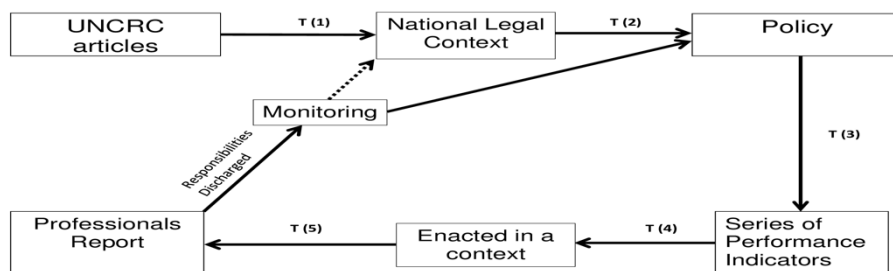 UNCRC
articles
T (1)
National Legal
Context
T (2)
Policy
Monitoring
T (3)
Responsibilities
Discharged
Professionals
Report
T (5)
Enacted in a
context
T (4)
Series of
Performance
Indicators